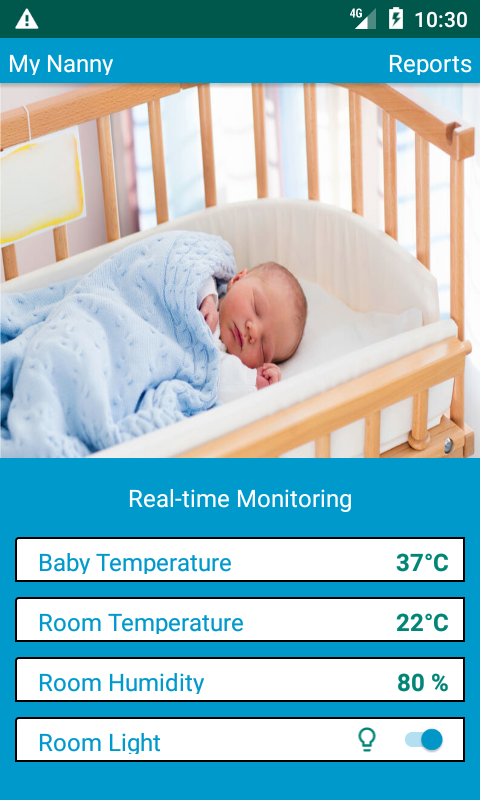 4G 10:30
My Nanny Reports
Real-time Monitoring
Baby Temperature 37°C
Room Temperature 22°C
Room Humidity 80 %
Room Light